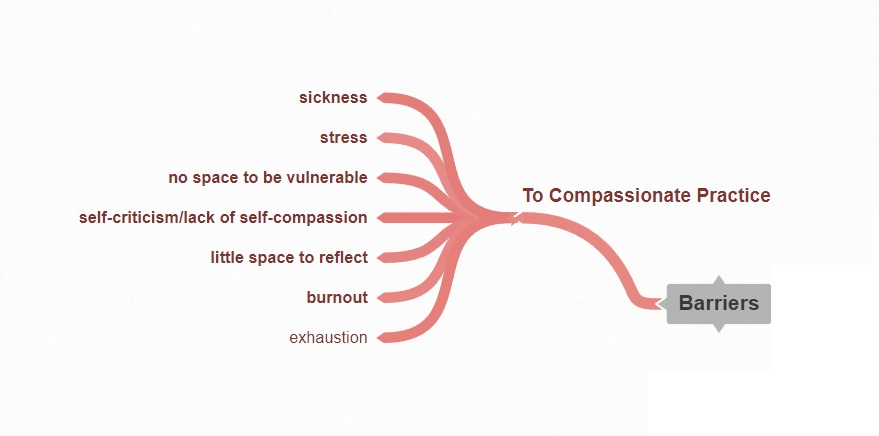 sickness
stress
no space to be vulnerable
To Compassionate Practice
self-criticism/lack of self-compassion
little space to reflect
burnout
Barriers
exhaustion